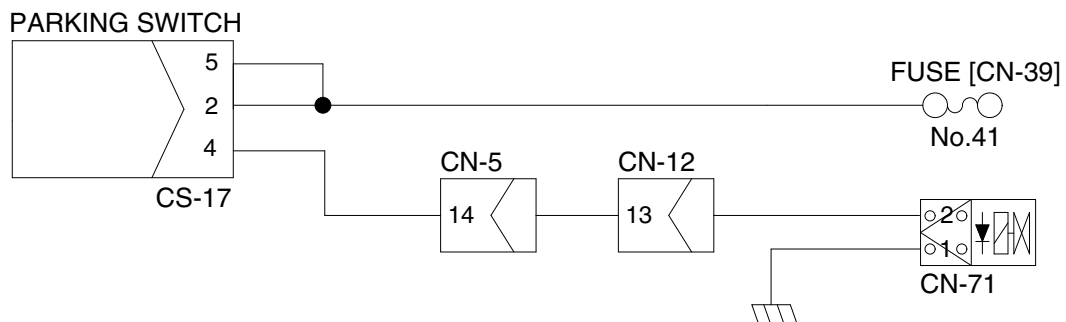 PARKING SWITCH
5
2
4
CS-17
FUSE [CN-39]
No.41
CN-5
14
CN-12
13
2
1
CN-71